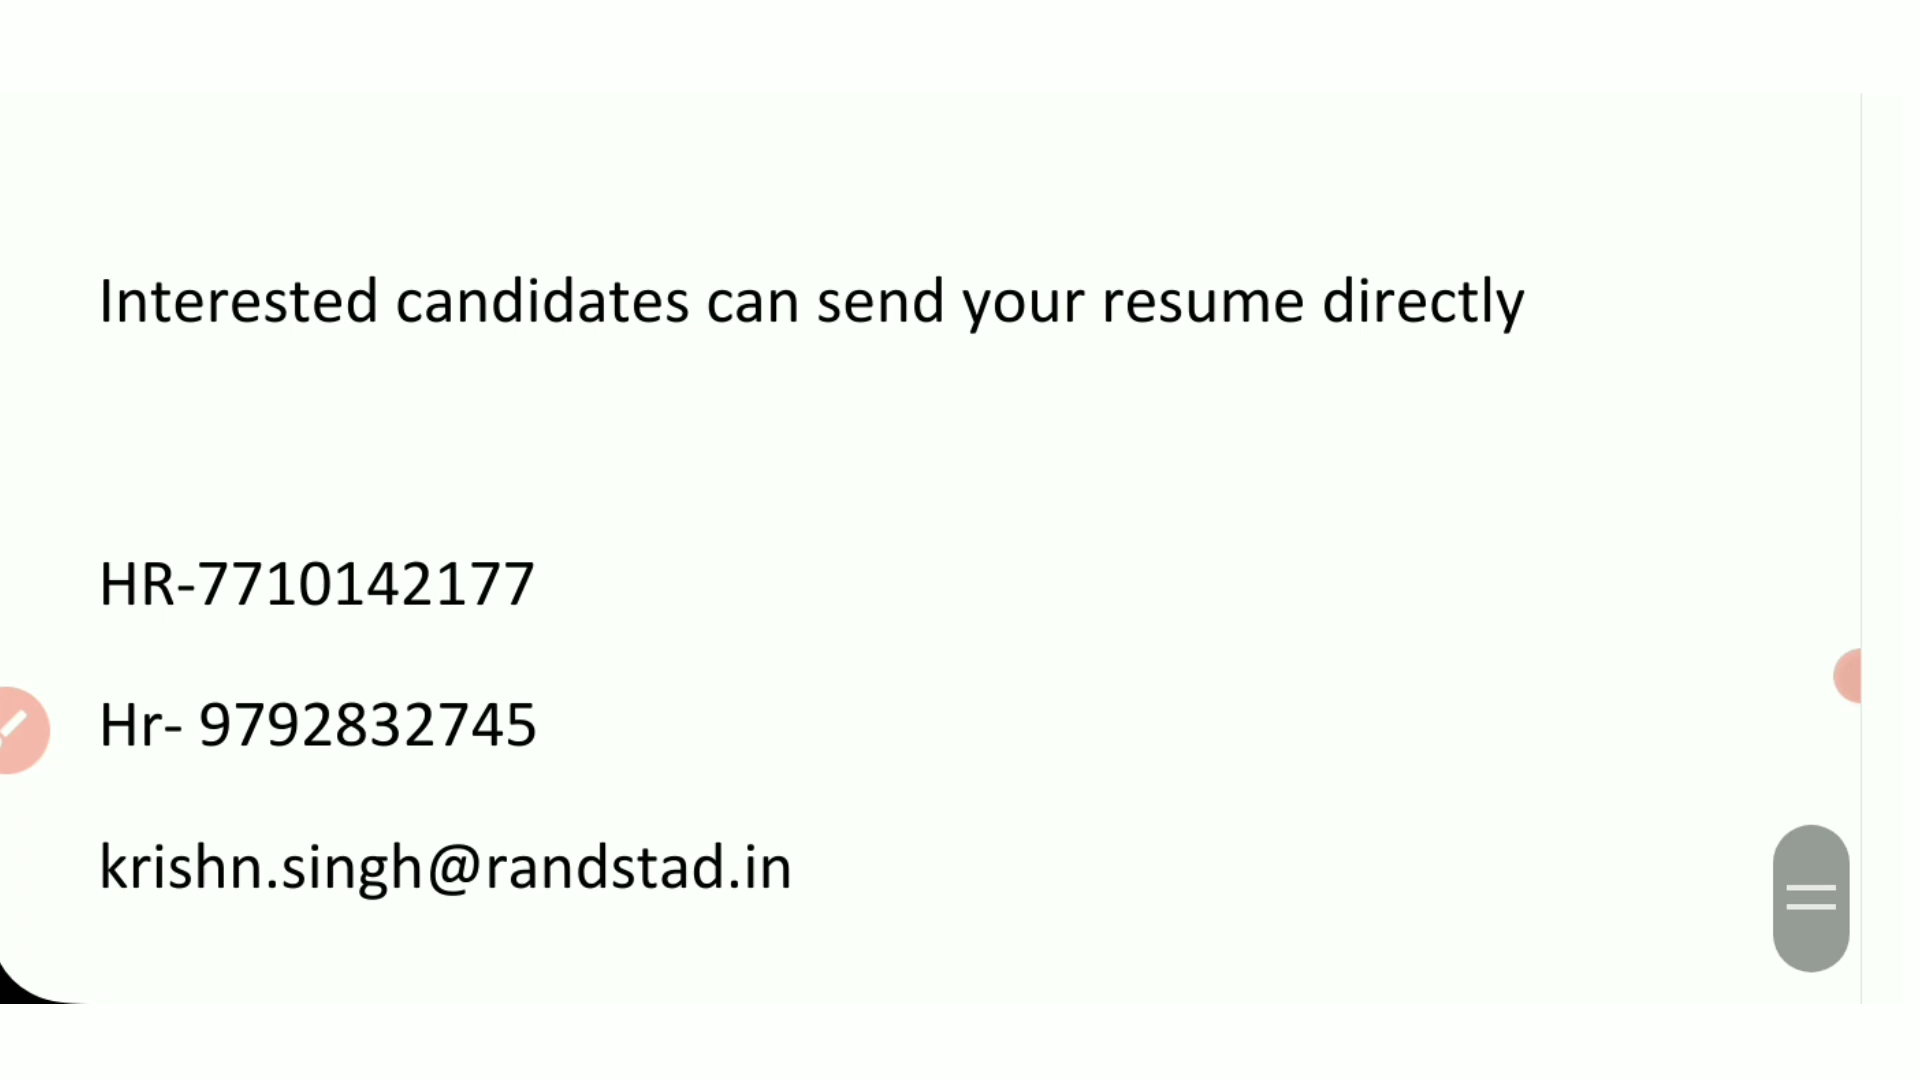 Interested candidates can send your resume directly
HR-7710142177
Hr- 9792832745
krishn.singh@randstad.in